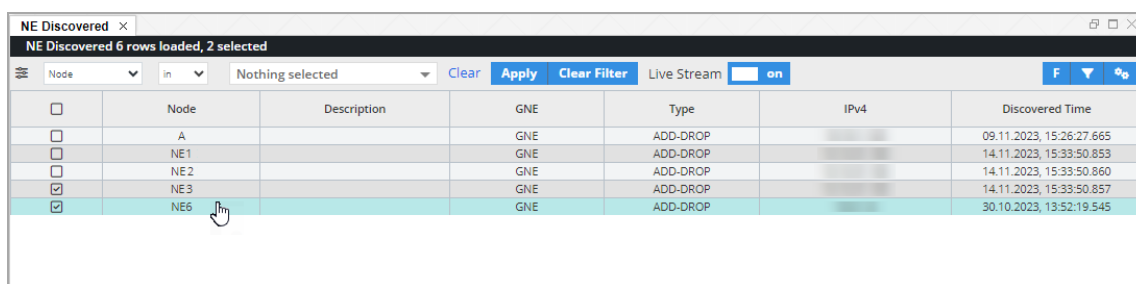 NE Discovered ×
NE Discovered 6 rows loaded, 2 selected
Node in Nothing selected Clear Apply Clear Filter Live Stream on F
Node Description GNE Type IPv4 Discovered Time
A GNE ADD-DROP 09.11.2023, 15:26:27.665
NE1 GNE ADD-DROP 14.11.2023, 15:33:50.853
NE2 GNE ADD-DROP 14.11.2023, 15:33:50.860
NE3 GNE ADD-DROP 14.11.2023, 15:33:50.857
NE6 GNE ADD-DROP 30.10.2023, 13:52:19.545